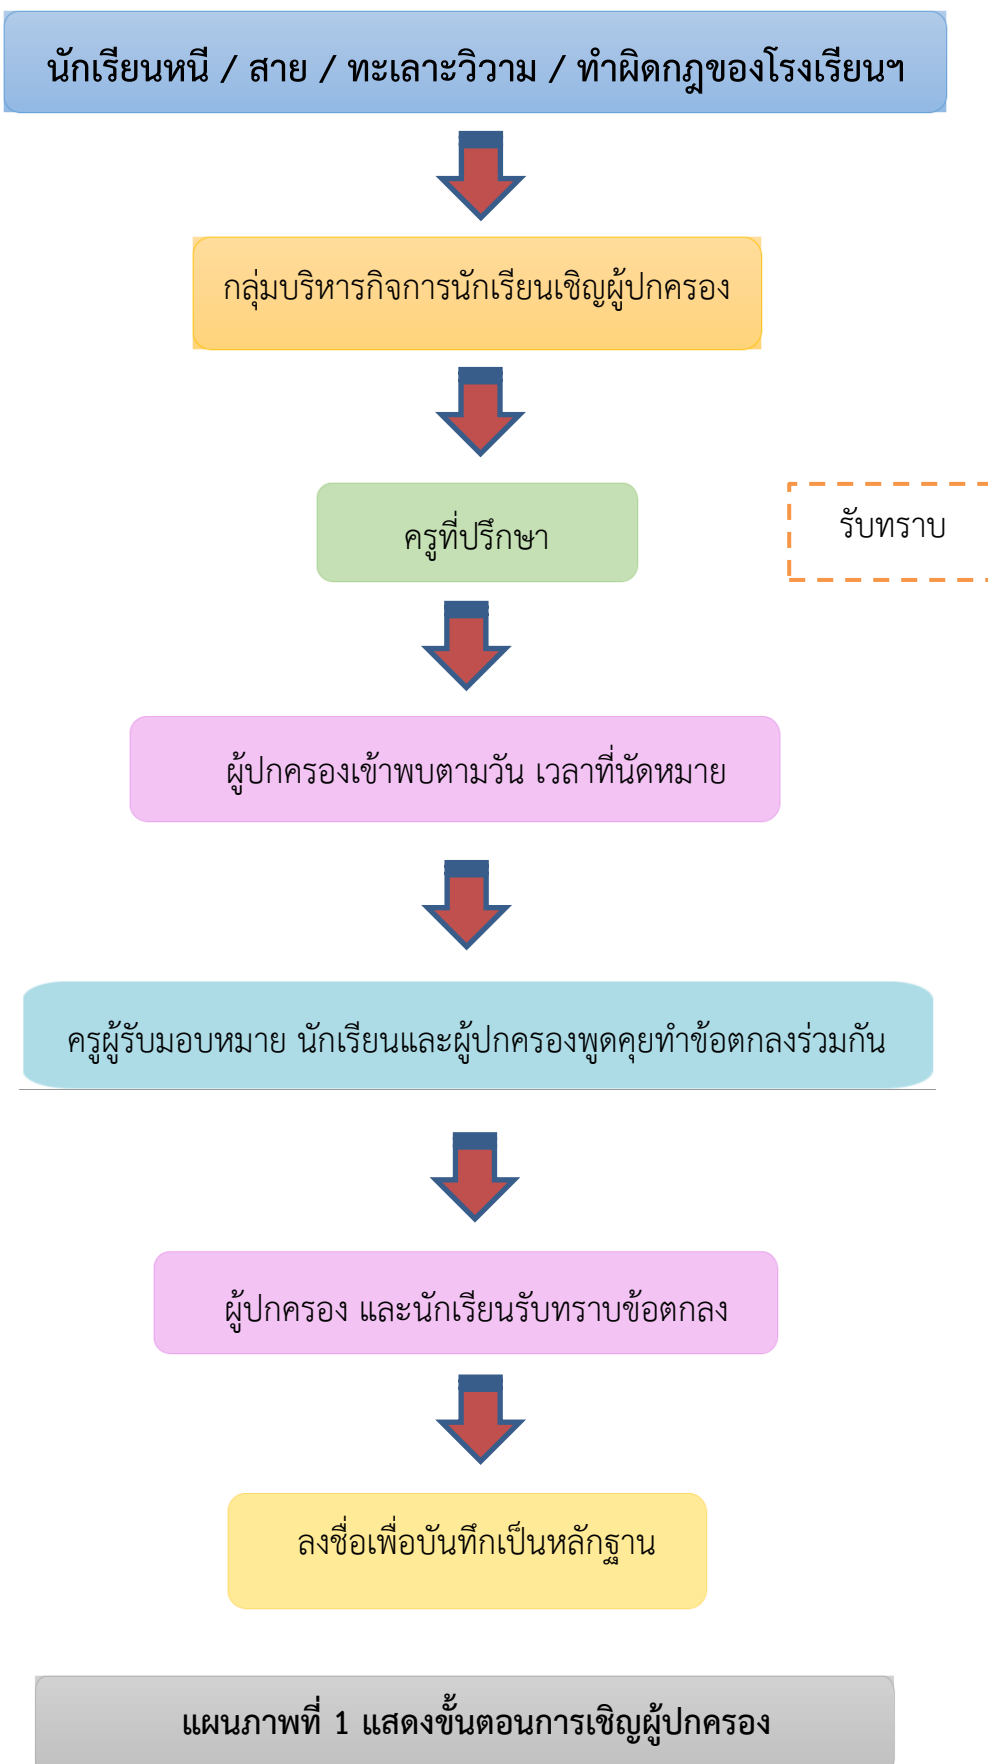 นักเรียนหนี / สาย / ทะเลาะวิวาม / ทำผิดกฎของโรงเรียนฯ
กลุ่มบริหารกิจการนักเรียนเชิญผู้ปกครอง
ครูที่ปรึกษา
รับทราบ
ผู้ปกครองเข้าพบตามวัน เวลาที่นัดหมาย
ครูผู้รับมอบหมาย นักเรียนและผู้ปกครองพูดคุยทำข้อตกลงร่วมกัน
ผู้ปกครอง และนักเรียนรับทราบข้อตกลง
ลงชื่อเพื่อบันทึกเป็นหลักฐาน
แผนภาพที่ 1 แสดงขั้นตอนการเชิญผู้ปกครอง